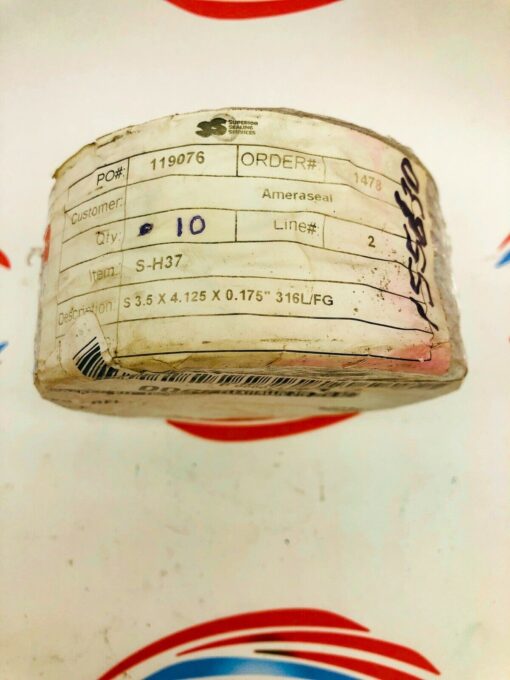 SUPERIOR
SEALING
SERVICES
PO#: 119076 ORDER# 1478
Customer: Ameraseal
Qty: 10 Line#: 2
Item: S-H37
Description: S 3.5 X 4.125 X 0.175" 316L/FG